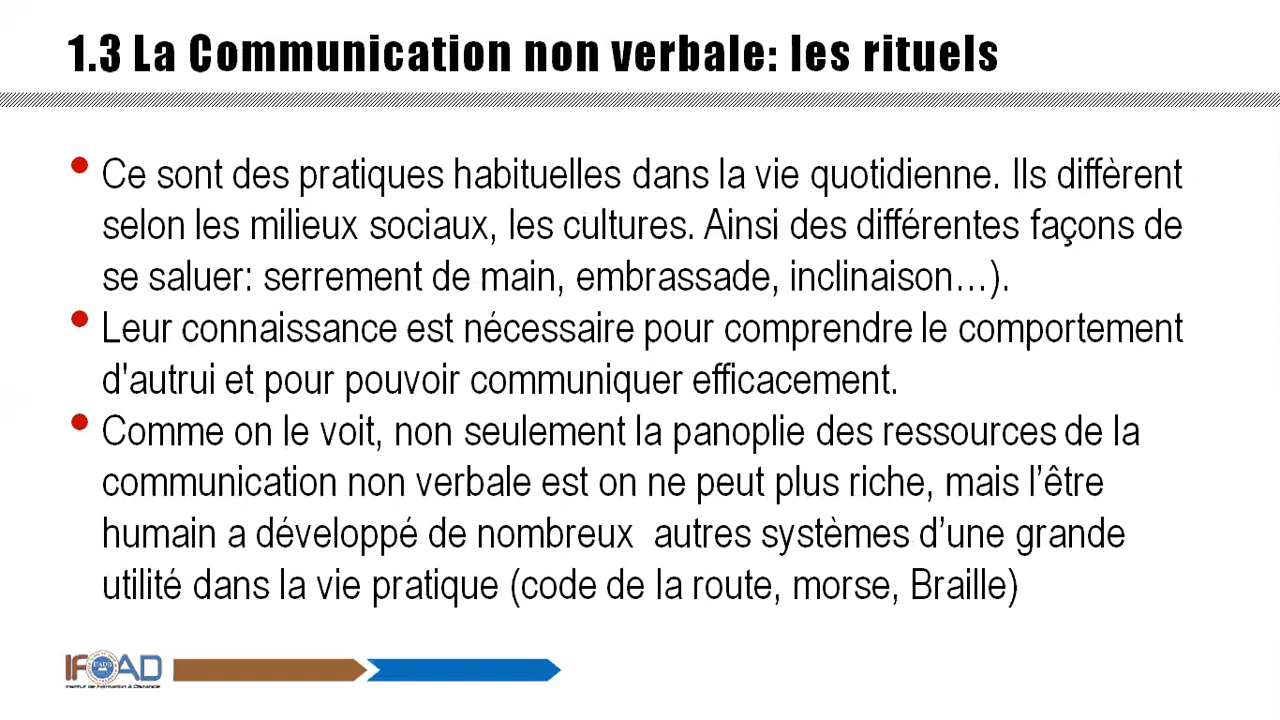 1.3 La Communication non verbale: les rituels
• Ce sont des pratiques habituelles dans la vie quotidienne. Ils diffèrent
selon les milieux sociaux, les cultures. Ainsi des différentes façons de
se saluer: serrement de main, embrassade, inclinaison…).
• Leur connaissance est nécessaire pour comprendre le comportement
d'autrui et pour pouvoir communiquer efficacement.
• Comme on le voit, non seulement la panoplie des ressources de la
communication non verbale est on ne peut plus riche, mais l’être
humain a développé de nombreux  autres systèmes d’une grande
utilité dans la vie pratique (code de la route, morse, Braille)
IFOAD
Institut de Formation à Distance